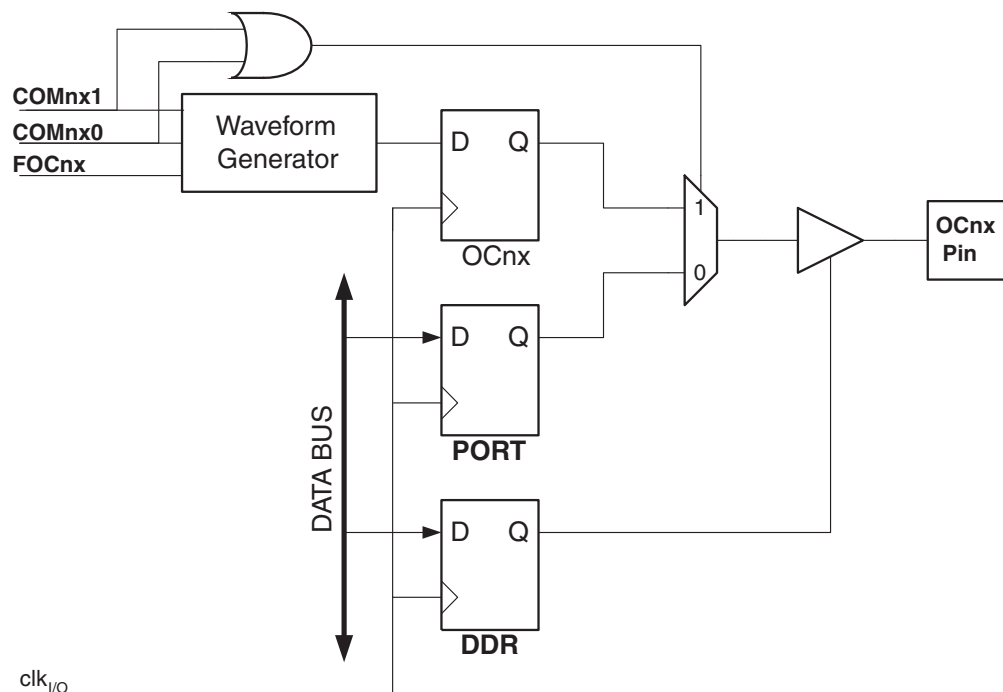 COMnx1
COMnx0
FOCnx
Waveform
Generator
D Q
OCnx
1
0
OCnx
Pin
D Q
PORT
DATA BUS
D Q
DDR
clkI/O